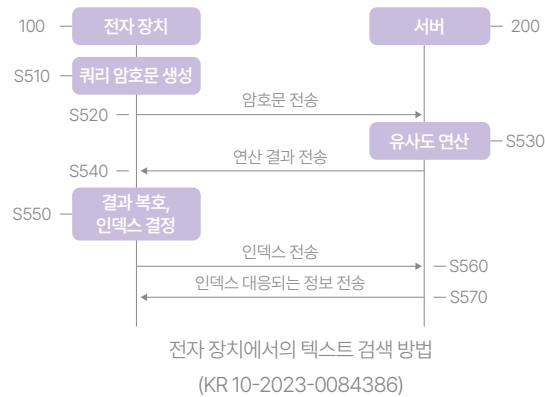 100
전자 장치
서버
200
S510
쿼리 암호문 생성
암호문 전송
S520
유사도 연산
S530
연산 결과 전송
S540
S550
결과 복호,
인덱스 결정
인덱스 전송
S560
인덱스 대응되는 정보 전송
S570
전자 장치에서의 텍스트 검색 방법
(KR 10-2023-0084386)